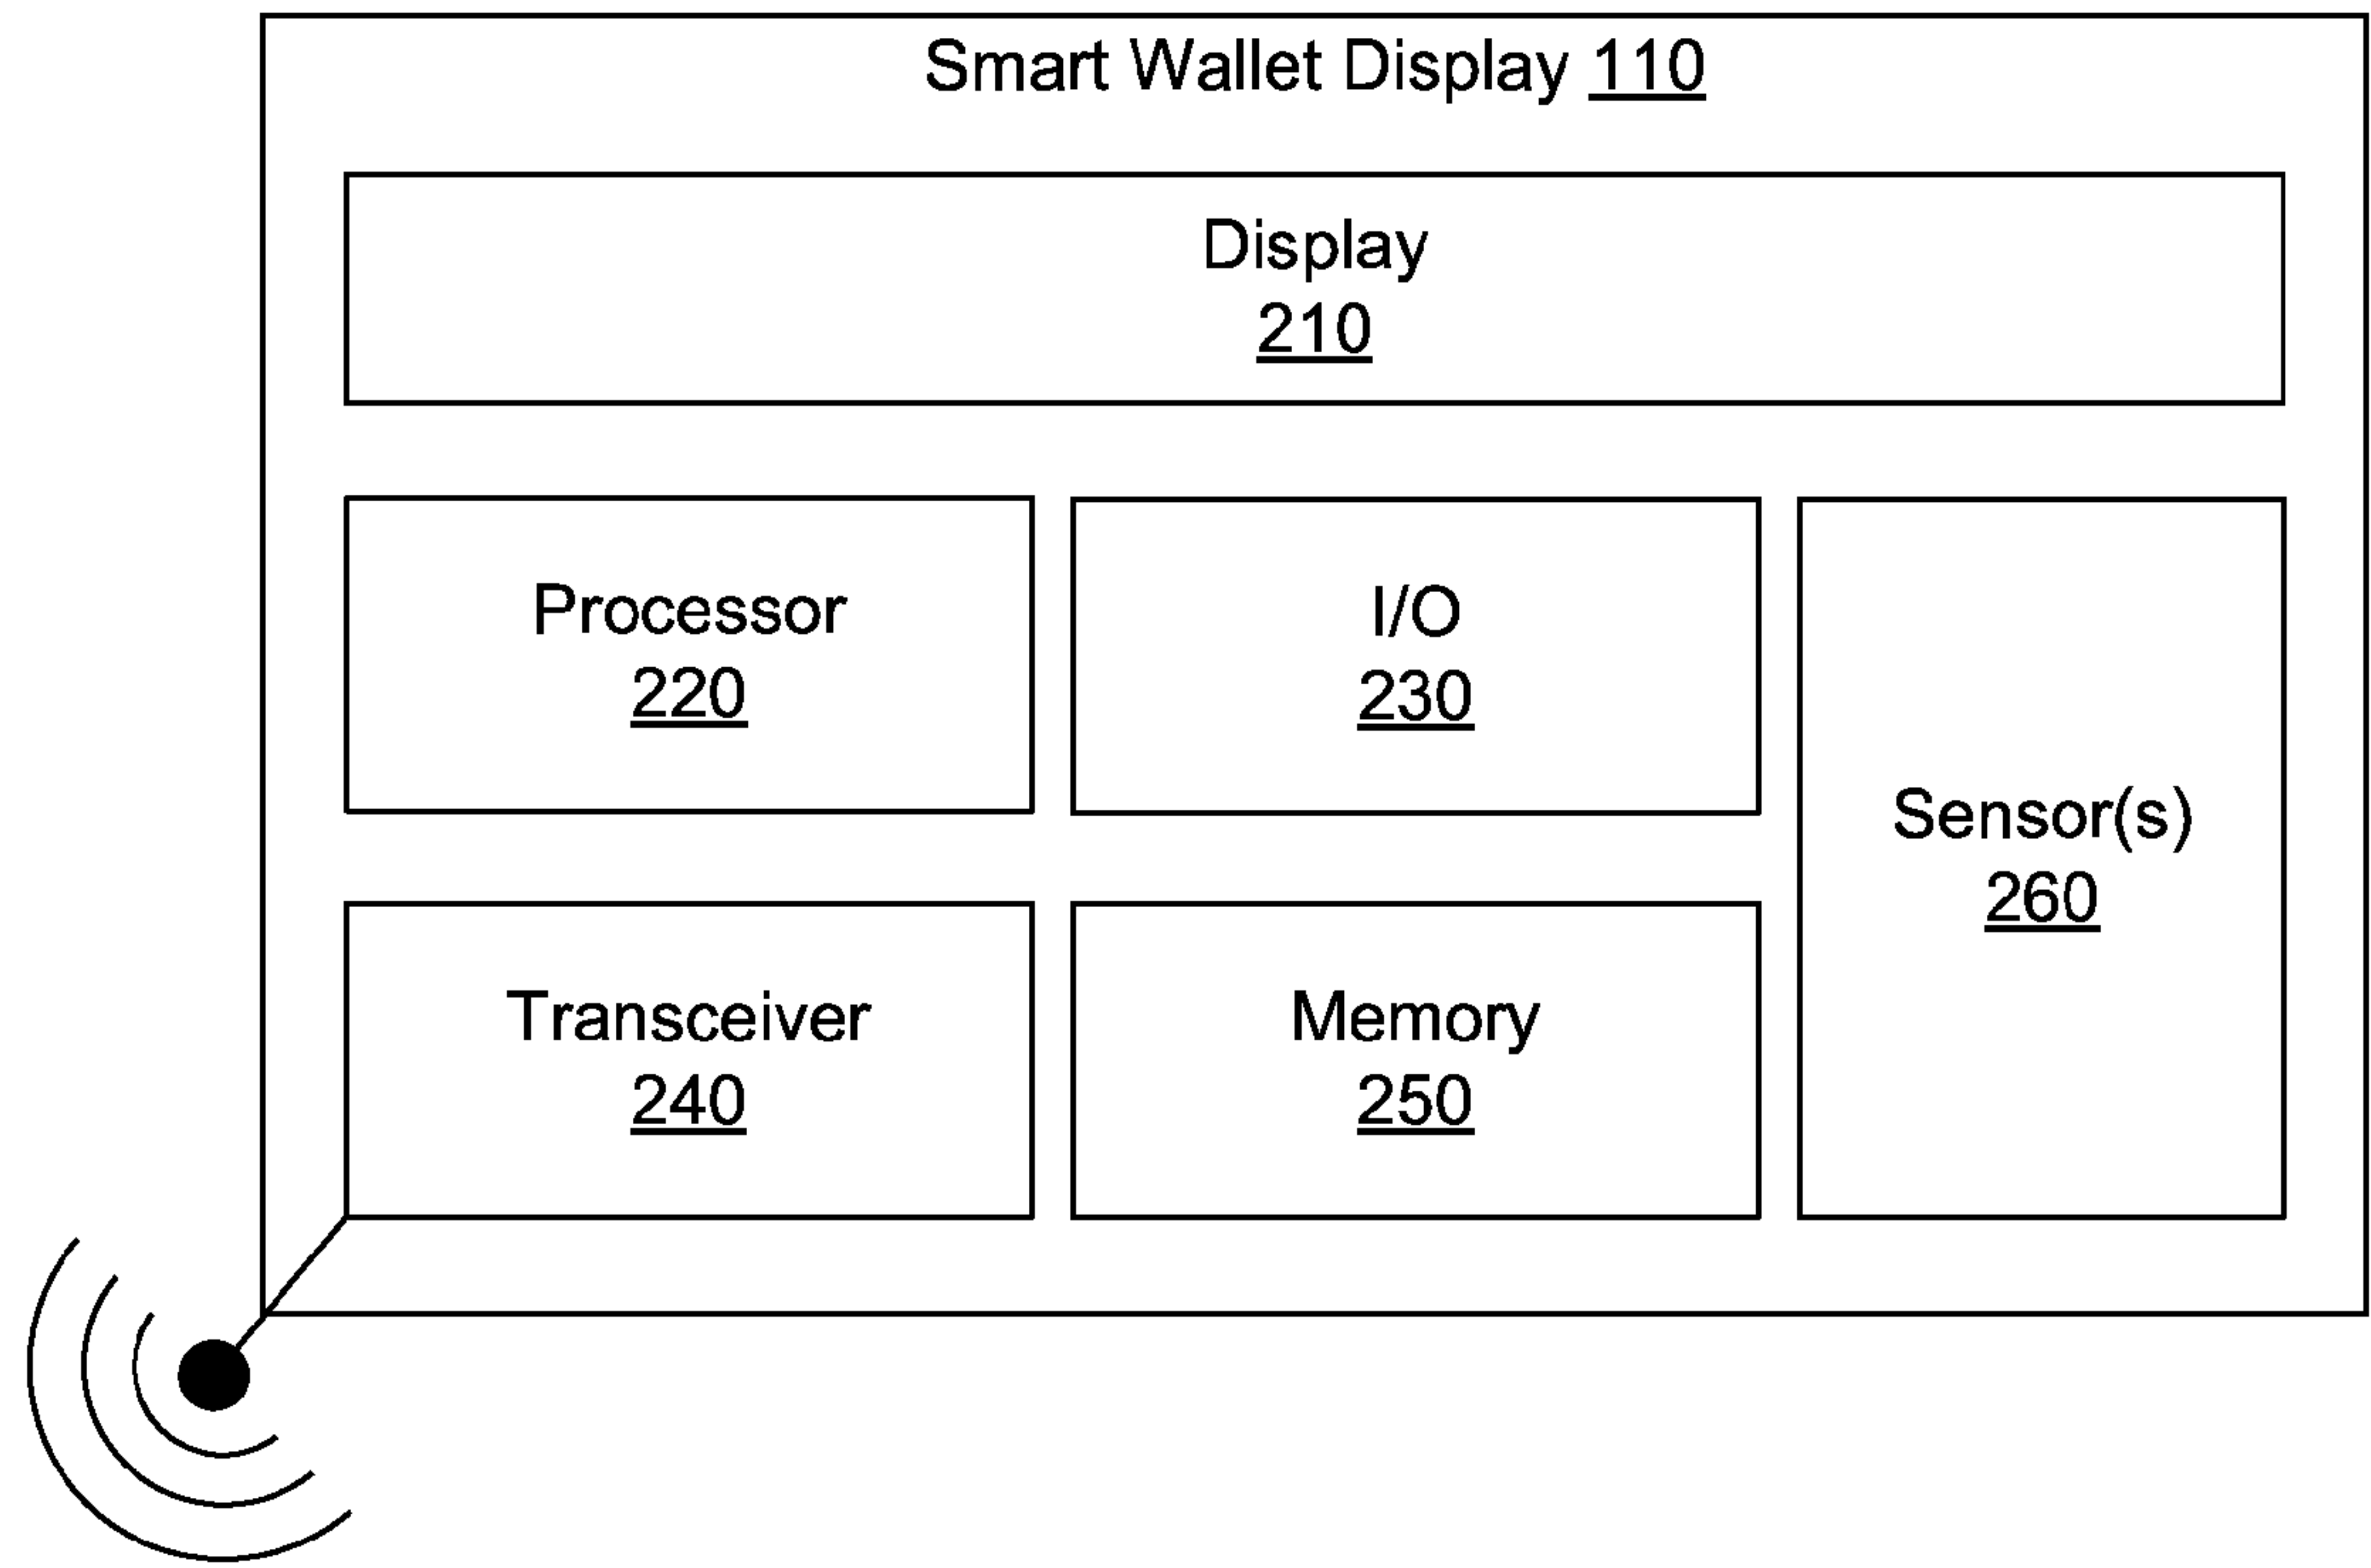 Smart Wallet Display 110
Display
210
Processor
220
I/O
230
Sensor(s)
260
Transceiver
240
Memory
250